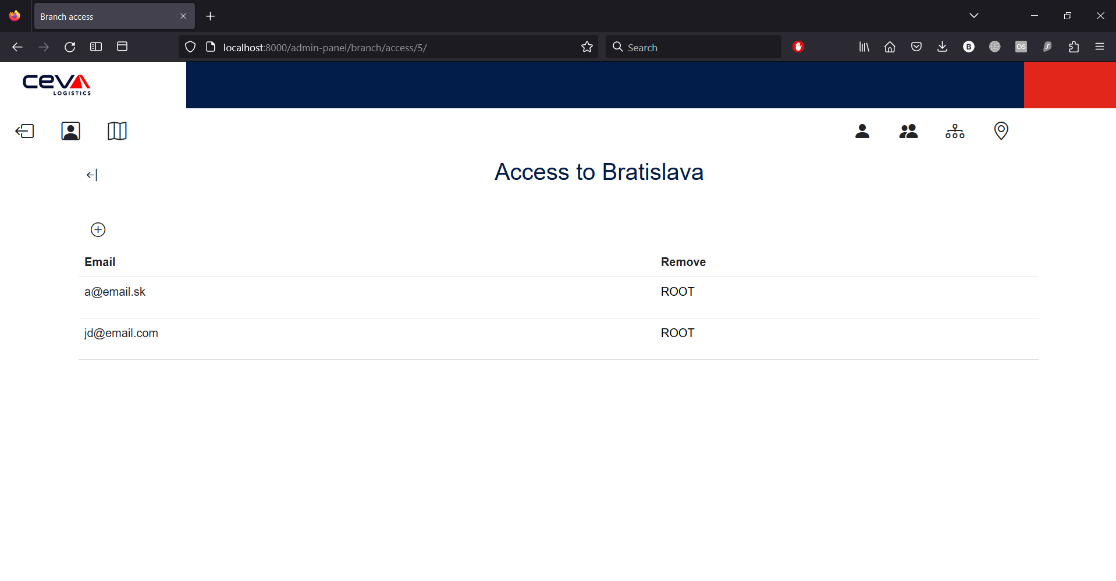 Branch access
localhost:8000/admin-panel/branch/access/5/
Search
B
OS
CEVA
LOGISTICS
Access to Bratislava
Email Remove
a@email.sk ROOT
jd@email.com ROOT